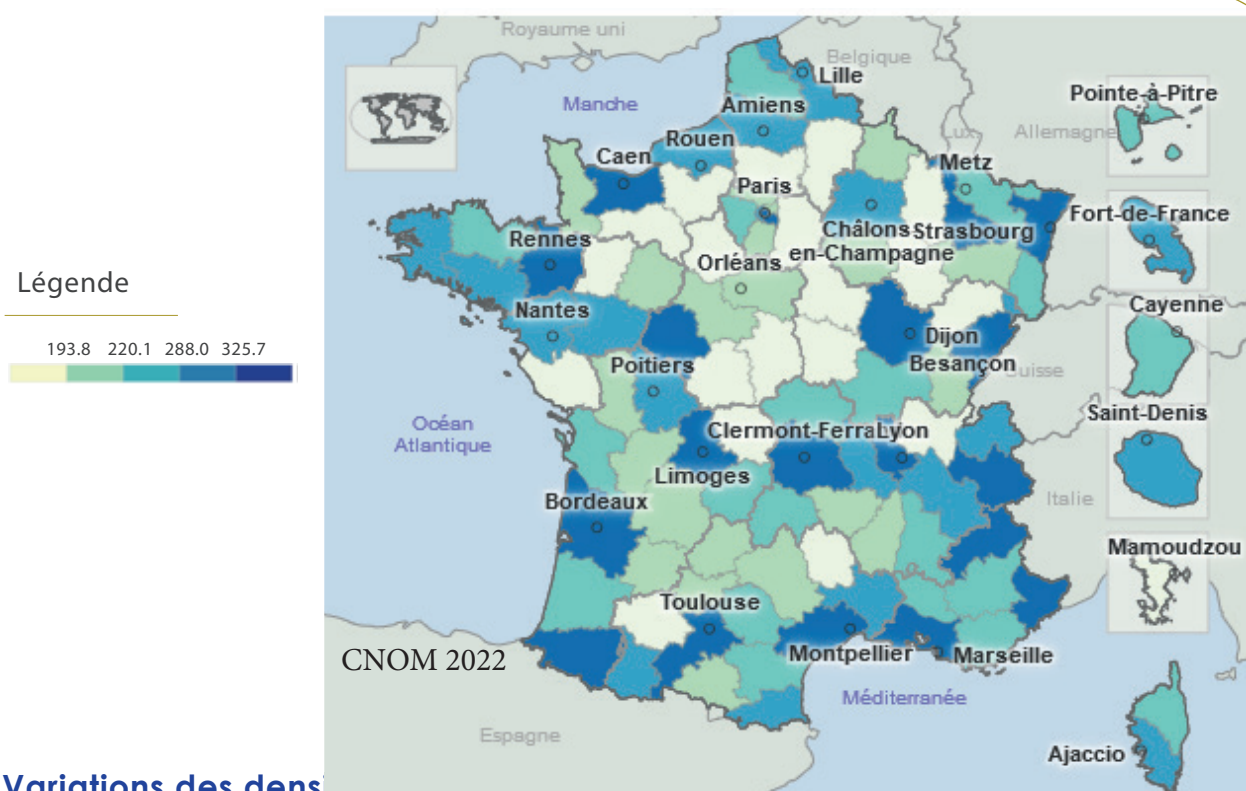 Royaume uni
Belgique
Lille
Pointe-à-Pitre
Manche
Amiens
Lux.
Allemagne
Rouen
Caen
Metz
Paris
Fort-de-France
Rennes
Châlons
Strasbourg
en-Champagne
Orléans
Légende
Nantes
Cayenne
193.8 220.1 288.0 325.7
Dijon
Poitiers
Besançon
Suisse
Saint-Denis
Océan
Atlantique
Clermont-Ferra
Lyon
Limoges
Italie
Bordeaux
Mamoudzou
Toulouse
CNOM 2022
Montpellier
Marseille
Méditerranée
Espagne
Ajaccio
Variations des dens